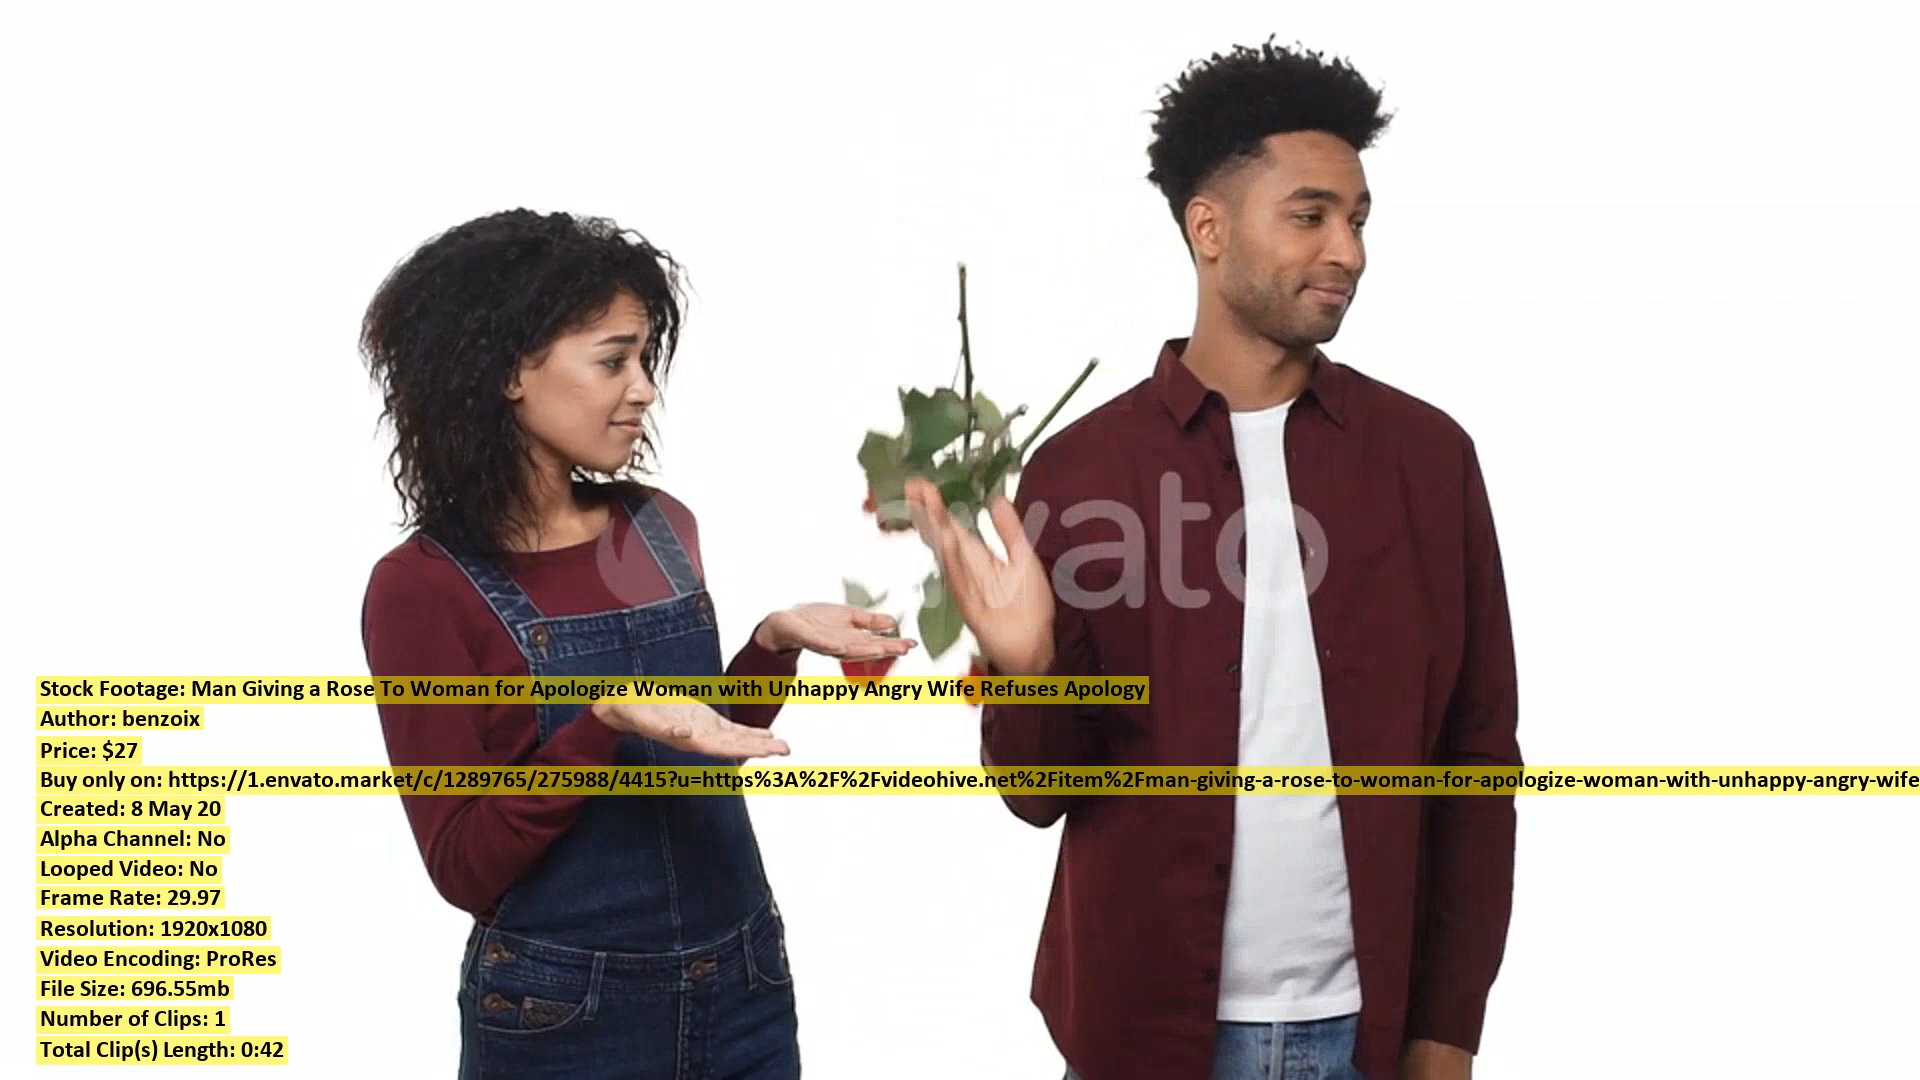 envato
Stock Footage: Man Giving a Rose To Woman for Apologize Woman with Unhappy Angry Wife Refuses Apology
Author: benzoix
Price: $27
Buy only on: https://1.envato.market/c/1289765/275988/4415?u=https%3A%2F%2Fvideohive.net%2Fitem%2Fman-giving-a-rose-to-woman-for-apologize-woman-with-unhappy-angry-wife
Created: 8 May 20
Alpha Channel: No
Looped Video: No
Frame Rate: 29.97
Resolution: 1920x1080
Video Encoding: ProRes
File Size: 696.55mb
Number of Clips: 1
Total Clip(s) Length: 0:42